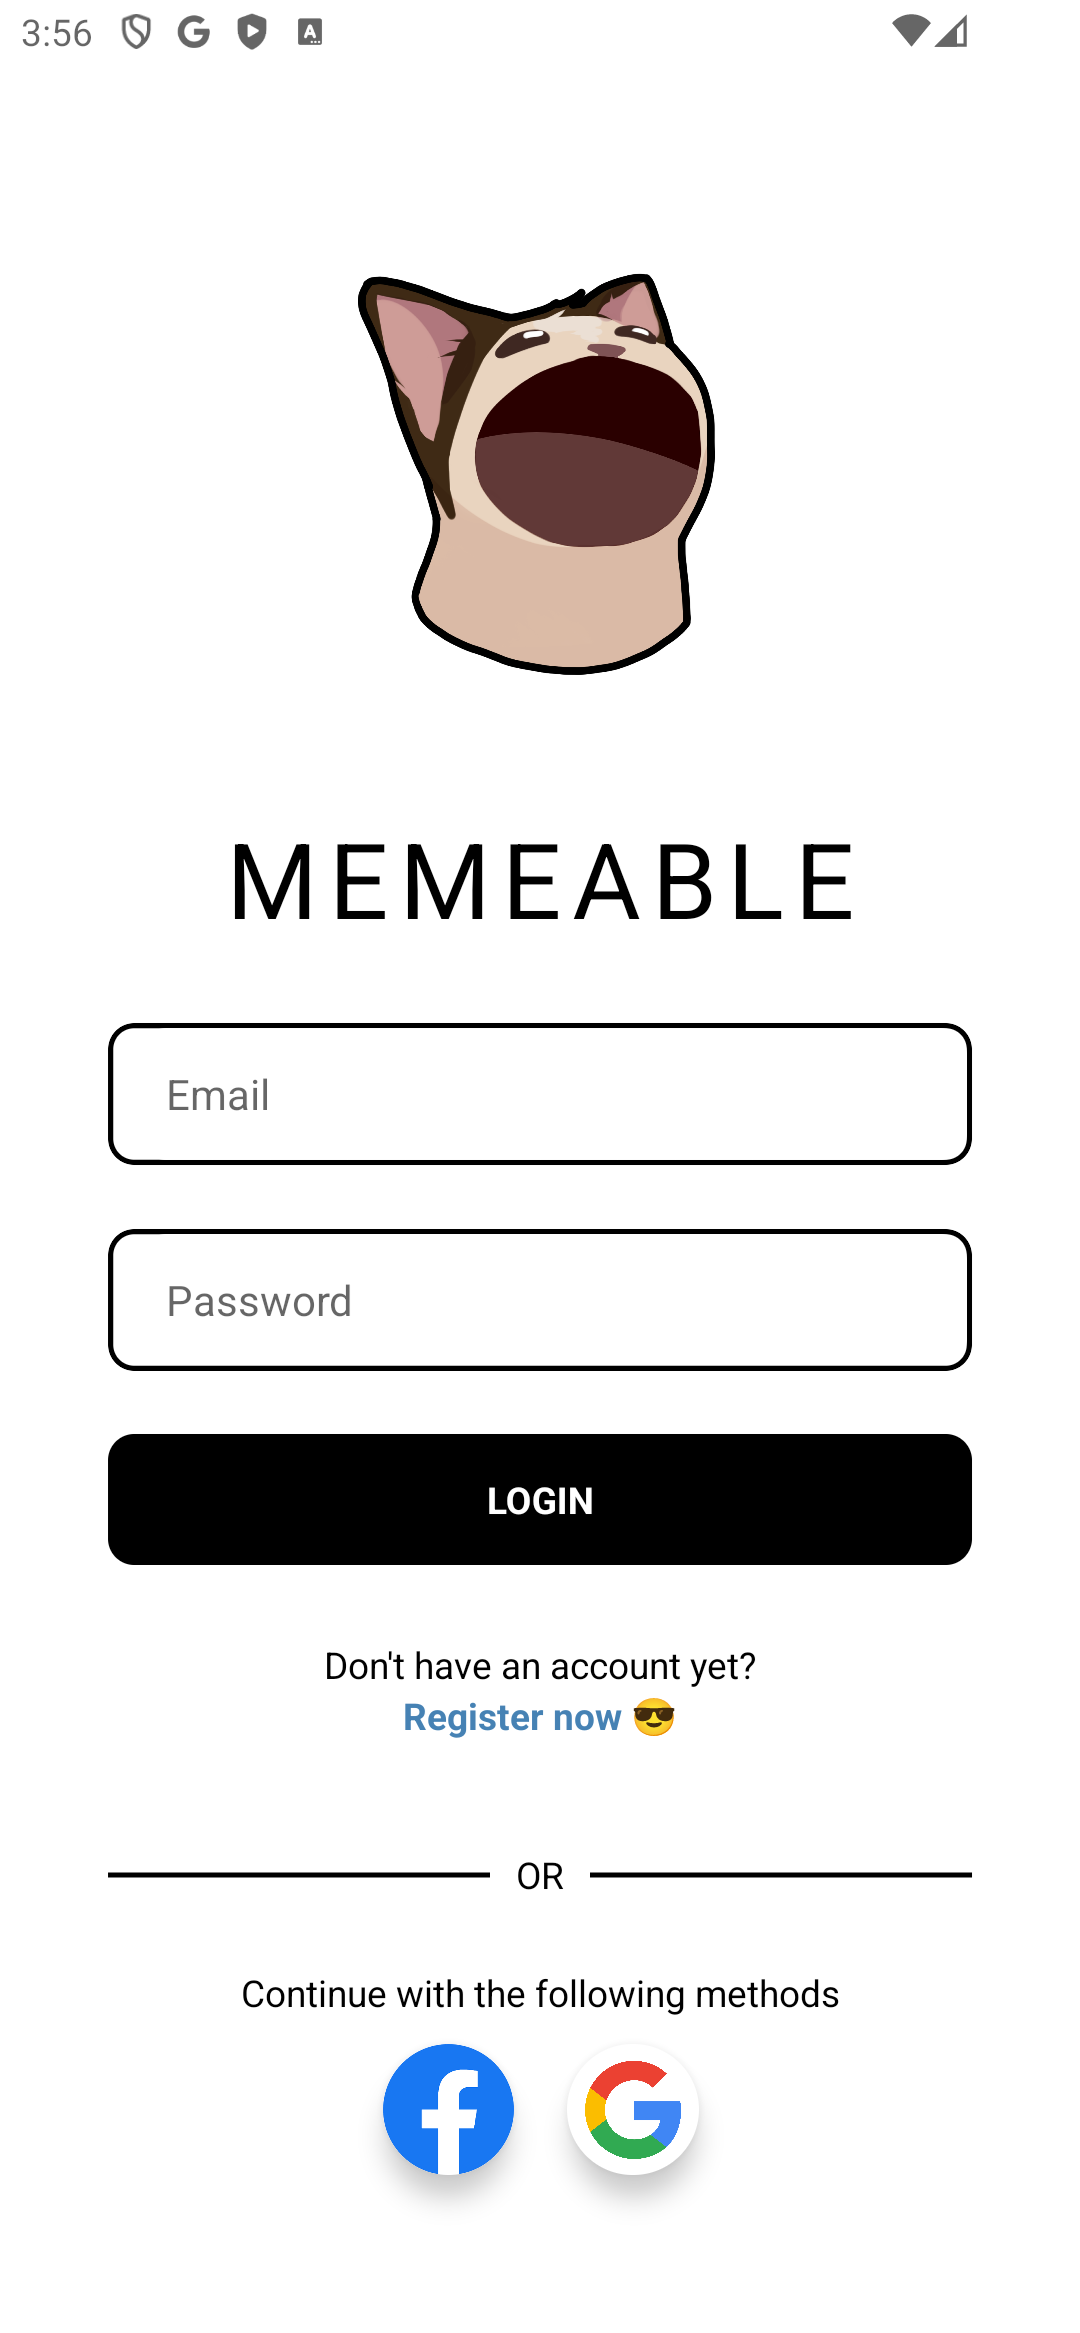 3:56
MEMEABLE
Email
Password
LOGIN
Don't have an account yet?
Register now 😎
OR
Continue with the following methods